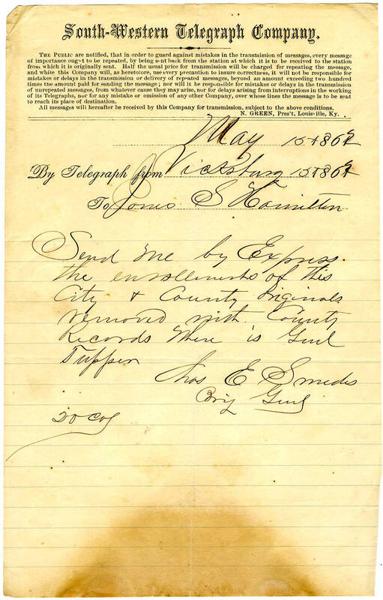 South-Western Telegraph Company.
THE PUBLIC are notified, that in order to guard against mistakes in the transmission of messages, every message
of importance ought to be repeated, by being sent back from the station at which it is to be received to the station
from which it is originally sent. Half the usual price for transmission will be charged for repeating the message,
and while this Company will, as heretofore, use every precaution to insure correctness, it will not be responsible
for mistakes or delays in the transmission or delivery of repeated messages, beyond an amount exceeding two hundred
times the amount paid for sending the message; nor will it be responsible for mistakes or delays in the transmission
of unrepeated messages, from whatever cause they may arise, nor for delays arising from interruptions in the working
of its Telegraphs, nor for any mistake or omission of any other Company, over whose lines the message is to be sent
to reach its place of destination.
All messages will hereafter be received by this Company for transmission, subject to the above conditions.
N. GREEN, Pres't, Louisville, Ky.
May 15 1862
By Telegraph from Vicksburg 15 1862
To Jones S Hamilton
Send me by Express
the enrollments of this
City & County originals
removed with County
Records Where is Genl
Tupper
Chas E Smedes
Brig Genl
20 Col